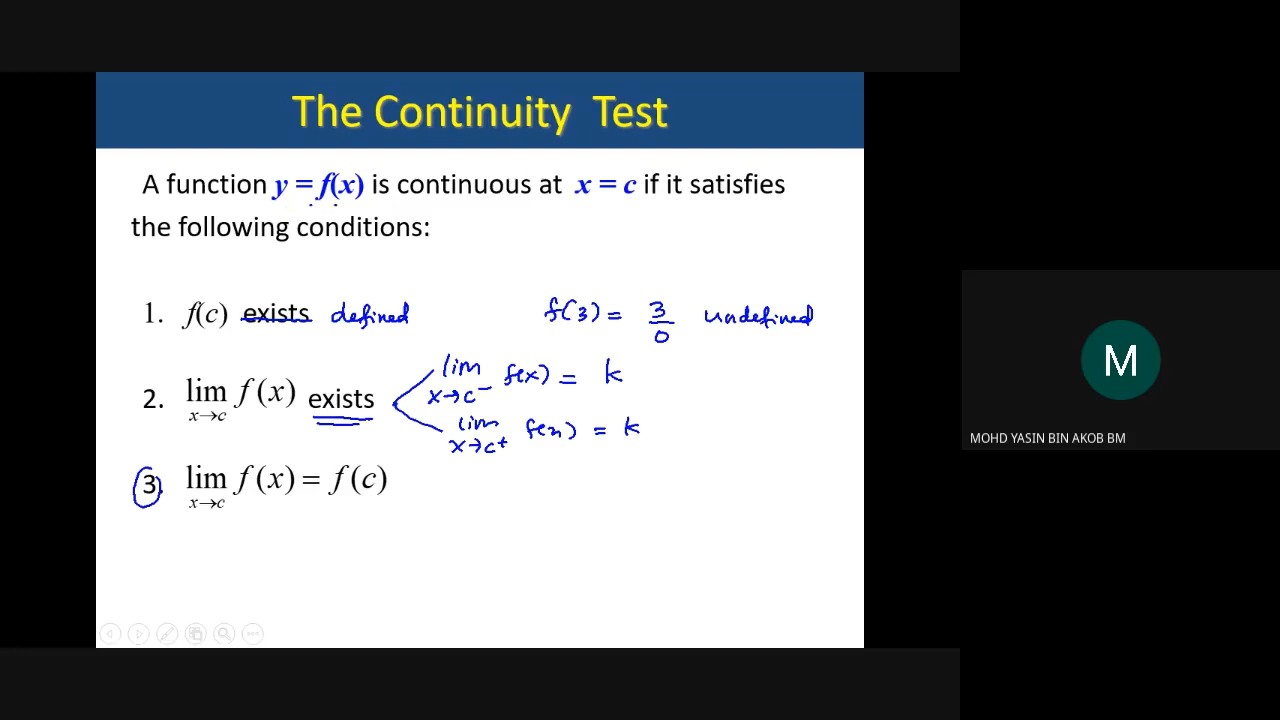 The Continuity Test
A function y = f(x) is continuous at x = c if it satisfies
the following conditions:
1. f(c) exists defined f(3) = 3/0 undefined
2. lim x→c f(x) exists lim x→c⁻ f(x) = k
lim x→c⁺ f(x) = k
3. lim x→c f(x) = f(c)
M
MOHD YASIN BIN AKOB BM